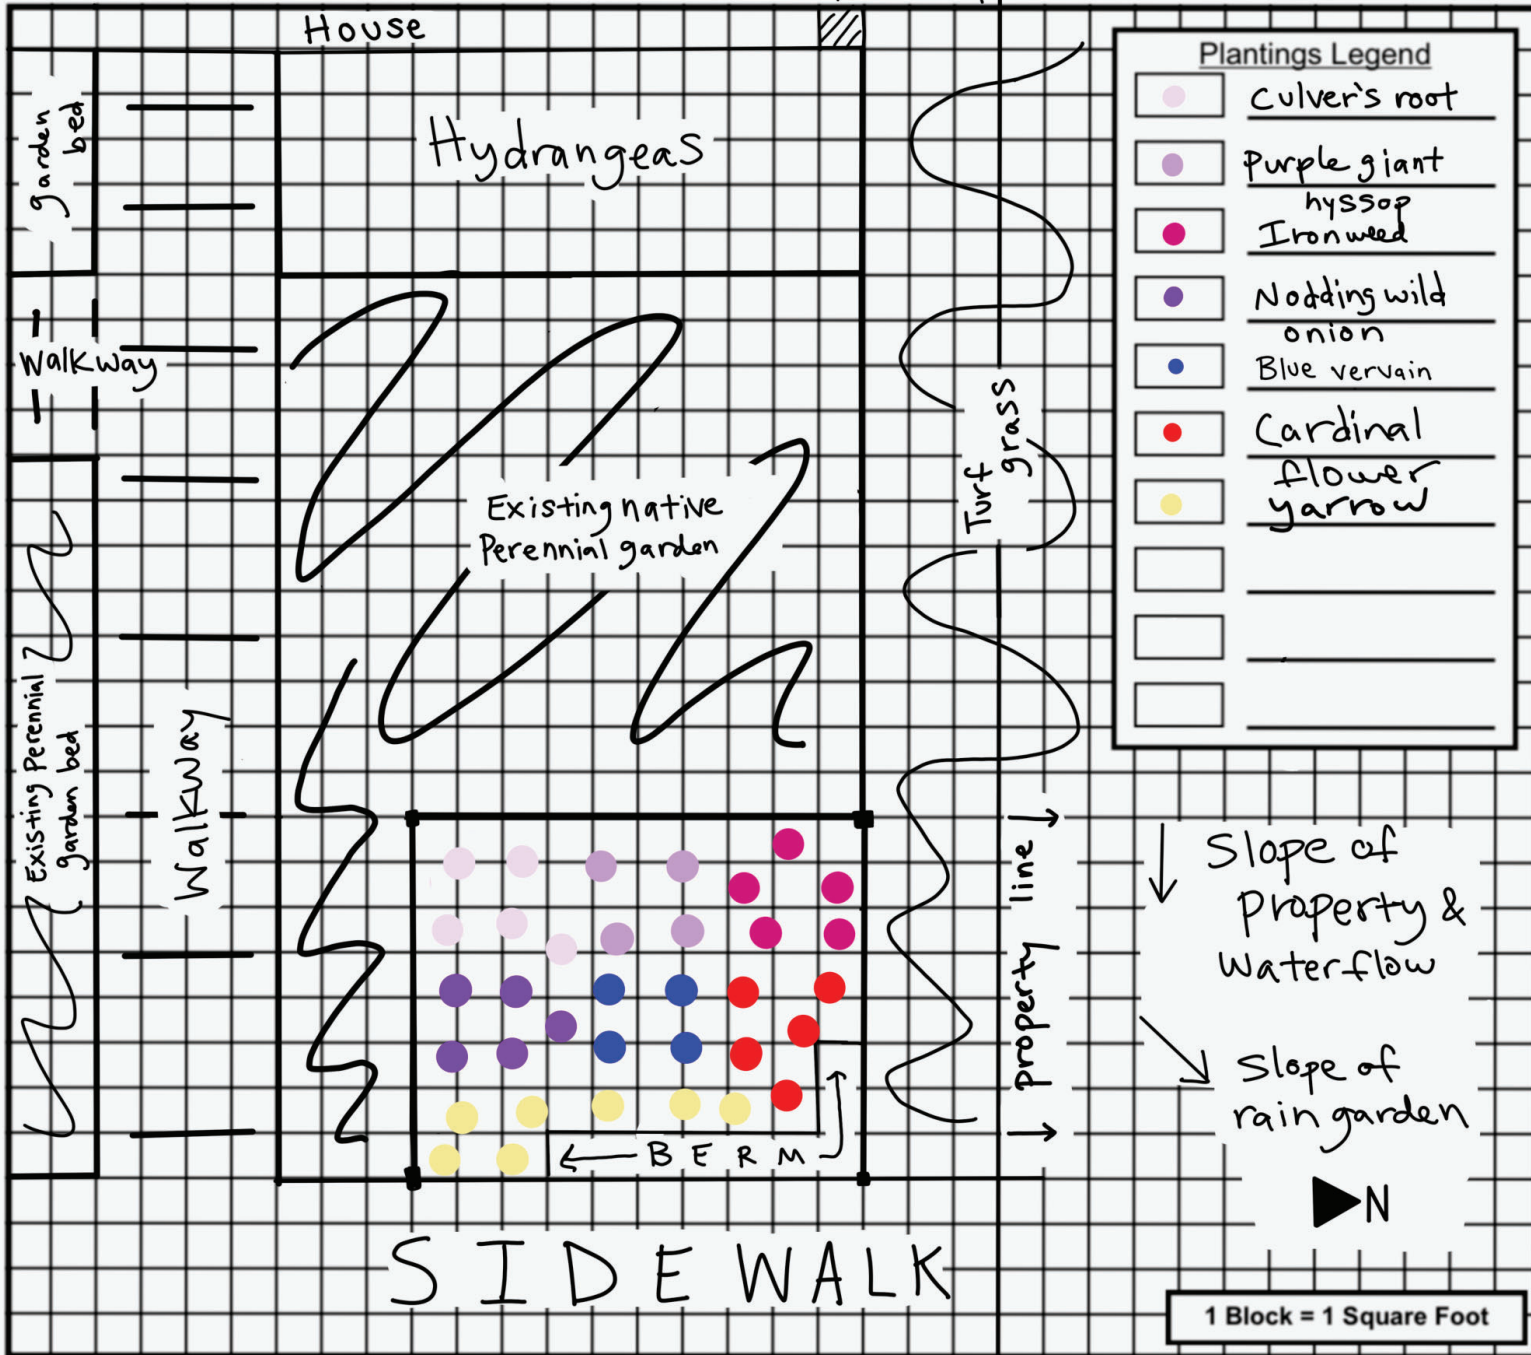 House
garden
bed
Hydrangeas
Walkway
Existing native
Perennial garden
Turf
grass
Existing Perennial
garden bed
Walkway
property line
BERM
SIDEWALK
Plantings Legend
Culver's root
Purple giant
hyssop
Ironweed
Nodding wild
onion
Blue vervain
Cardinal
flower
yarrow
Slope of
Property &
Waterflow
Slope of
rain garden
N
1 Block = 1 Square Foot